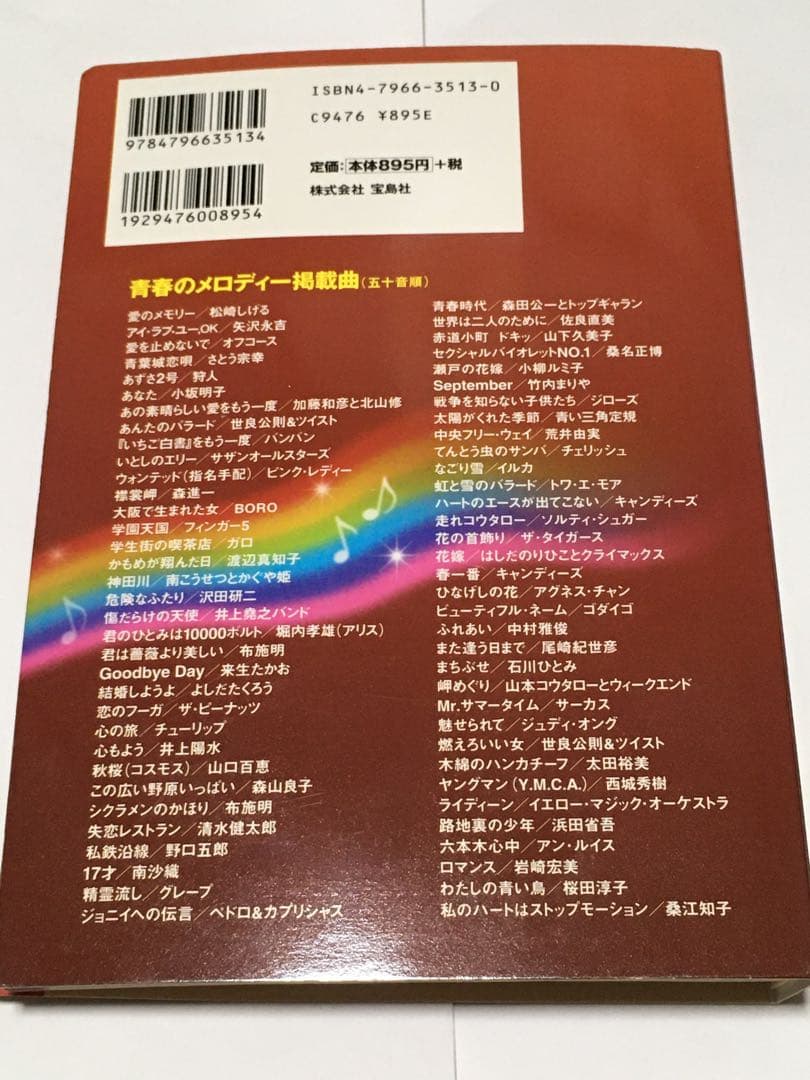 ISBN4-7966-3513-0
C9476 ¥895E
9784796635134
定価:本体895円+税
株式会社 宝島社
1929476008954
青春のメロディー掲載曲(五十音順)
愛のメモリー/松崎しげる
アイ・ラブ・ユー,OK/矢沢永吉
愛を止めないで/オフコース
青葉城恋唄/さとう宗幸
あずさ2号/狩人
あなた/小坂明子
あの素晴らしい愛をもう一度/加藤和彦と北山修
あんたのバラード/世良公則&ツイスト
『いちご白書』をもう一度/バンバン
いとしのエリー/サザンオールスターズ
ウォンテッド(指名手配)/ピンク・レディー
襟裳岬/森進一
大阪で生まれた女/BORO
学園天国/フィンガー5
学生街の喫茶店/ガロ
かもめが翔んだ日/渡辺真知子
神田川/南こうせつとかぐや姫
危険なふたり/沢田研二
傷だらけの天使/井上堯之バンド
君のひとみは10000ボルト/堀内孝雄(アリス)
君は薔薇より美しい/布施明
Goodbye Day/来生たかお
結婚しようよ/よしだたくろう
恋のフーガ/ザ・ピーナッツ
心の旅/チューリップ
心もよう/井上陽水
秋桜(コスモス)/山口百恵
この広い野原いっぱい/森山良子
シクラメンのかほり/布施明
失恋レストラン/清水健太郎
私鉄沿線/野口五郎
17才/南沙織
精霊流し/グレープ
ジョニイへの伝言/ペドロ&カプリシャス
青春時代/森田公一とトップギャラン
世界は二人のために/佐良直美
赤道小町 ドキッ/山下久美子
セクシャルバイオレットNO.1/桑名正博
瀬戸の花嫁/小柳ルミ子
September/竹内まりや
戦争を知らない子供たち/ジローズ
太陽がくれた季節/青い三角定規
中央フリー・ウェイ/荒井由実
てんとう虫のサンバ/チェリッシュ
なごり雪/イルカ
虹と雪のバラード/トワ・エ・モア
ハートのエースが出てこない/キャンディーズ
走れコウタロー/ソルティ・シュガー
花の首飾り/ザ・タイガース
花嫁/はしだのりひことクライマックス
春一番/キャンディーズ
ひなげしの花/アグネス・チャン
ビューティフル・ネーム/ゴダイゴ
ふれあい/中村雅俊
また逢う日まで/尾崎紀世彦
まちぶせ/石川ひとみ
岬めぐり/山本コウタローとウィークエンド
Mr.サマータイム/サーカス
魅せられて/ジュディ・オング
燃えろいい女/世良公則&ツイスト
木綿のハンカチーフ/太田裕美
ヤングマン(Y.M.C.A.)/西城秀樹
ライディーン/イエロー・マジック・オーケストラ
路地裏の少年/浜田省吾
六本木心中/アン・ルイス
ロマンス/岩崎宏美
わたしの青い鳥/桜田淳子
私のハートはストップモーション/桑江知子